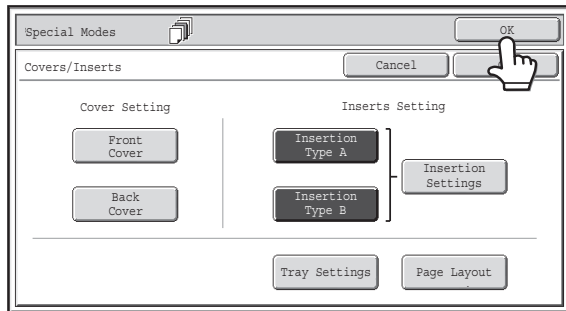 Special Modes
OK
Covers/Inserts
Cancel
Cover Setting
Inserts Setting
Front
Cover
Insertion
Type A
Insertion
Settings
Back
Cover
Insertion
Type B
Tray Settings
Page Layout